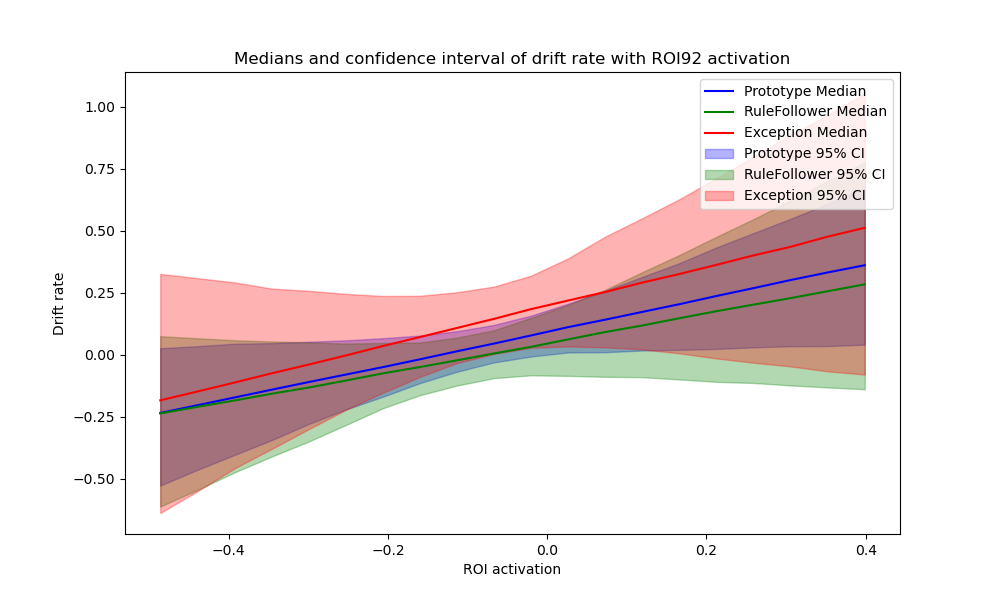 Medians and confidence interval of drift rate with ROI92 activation
Prototype Median
RuleFollower Median
Exception Median
Prototype 95% CI
RuleFollower 95% CI
Exception 95% CI
1.00
0.75
0.50
0.25
0.00
−0.25
−0.50
Drift rate
−0.4
−0.2
0.0
0.2
0.4
ROI activation